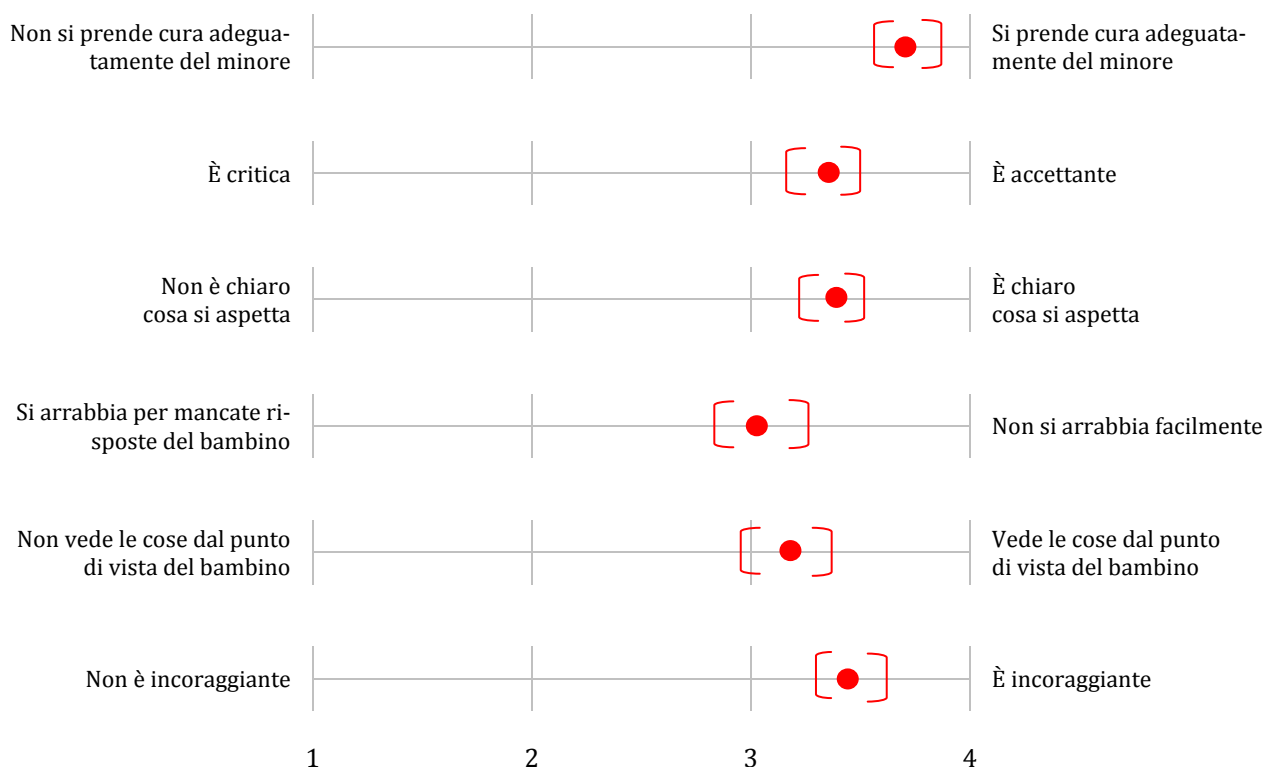 Non si prende cura adegua-
tamente del minore
Si prende cura adeguata-
mente del minore
È critica
È accettante
Non è chiaro
cosa si aspetta
È chiaro
cosa si aspetta
Si arrabbia per mancate ri-
sposte del bambino
Non si arrabbia facilmente
Non vede le cose dal punto
di vista del bambino
Vede le cose dal punto
di vista del bambino
Non è incoraggiante
È incoraggiante
1 2 3 4